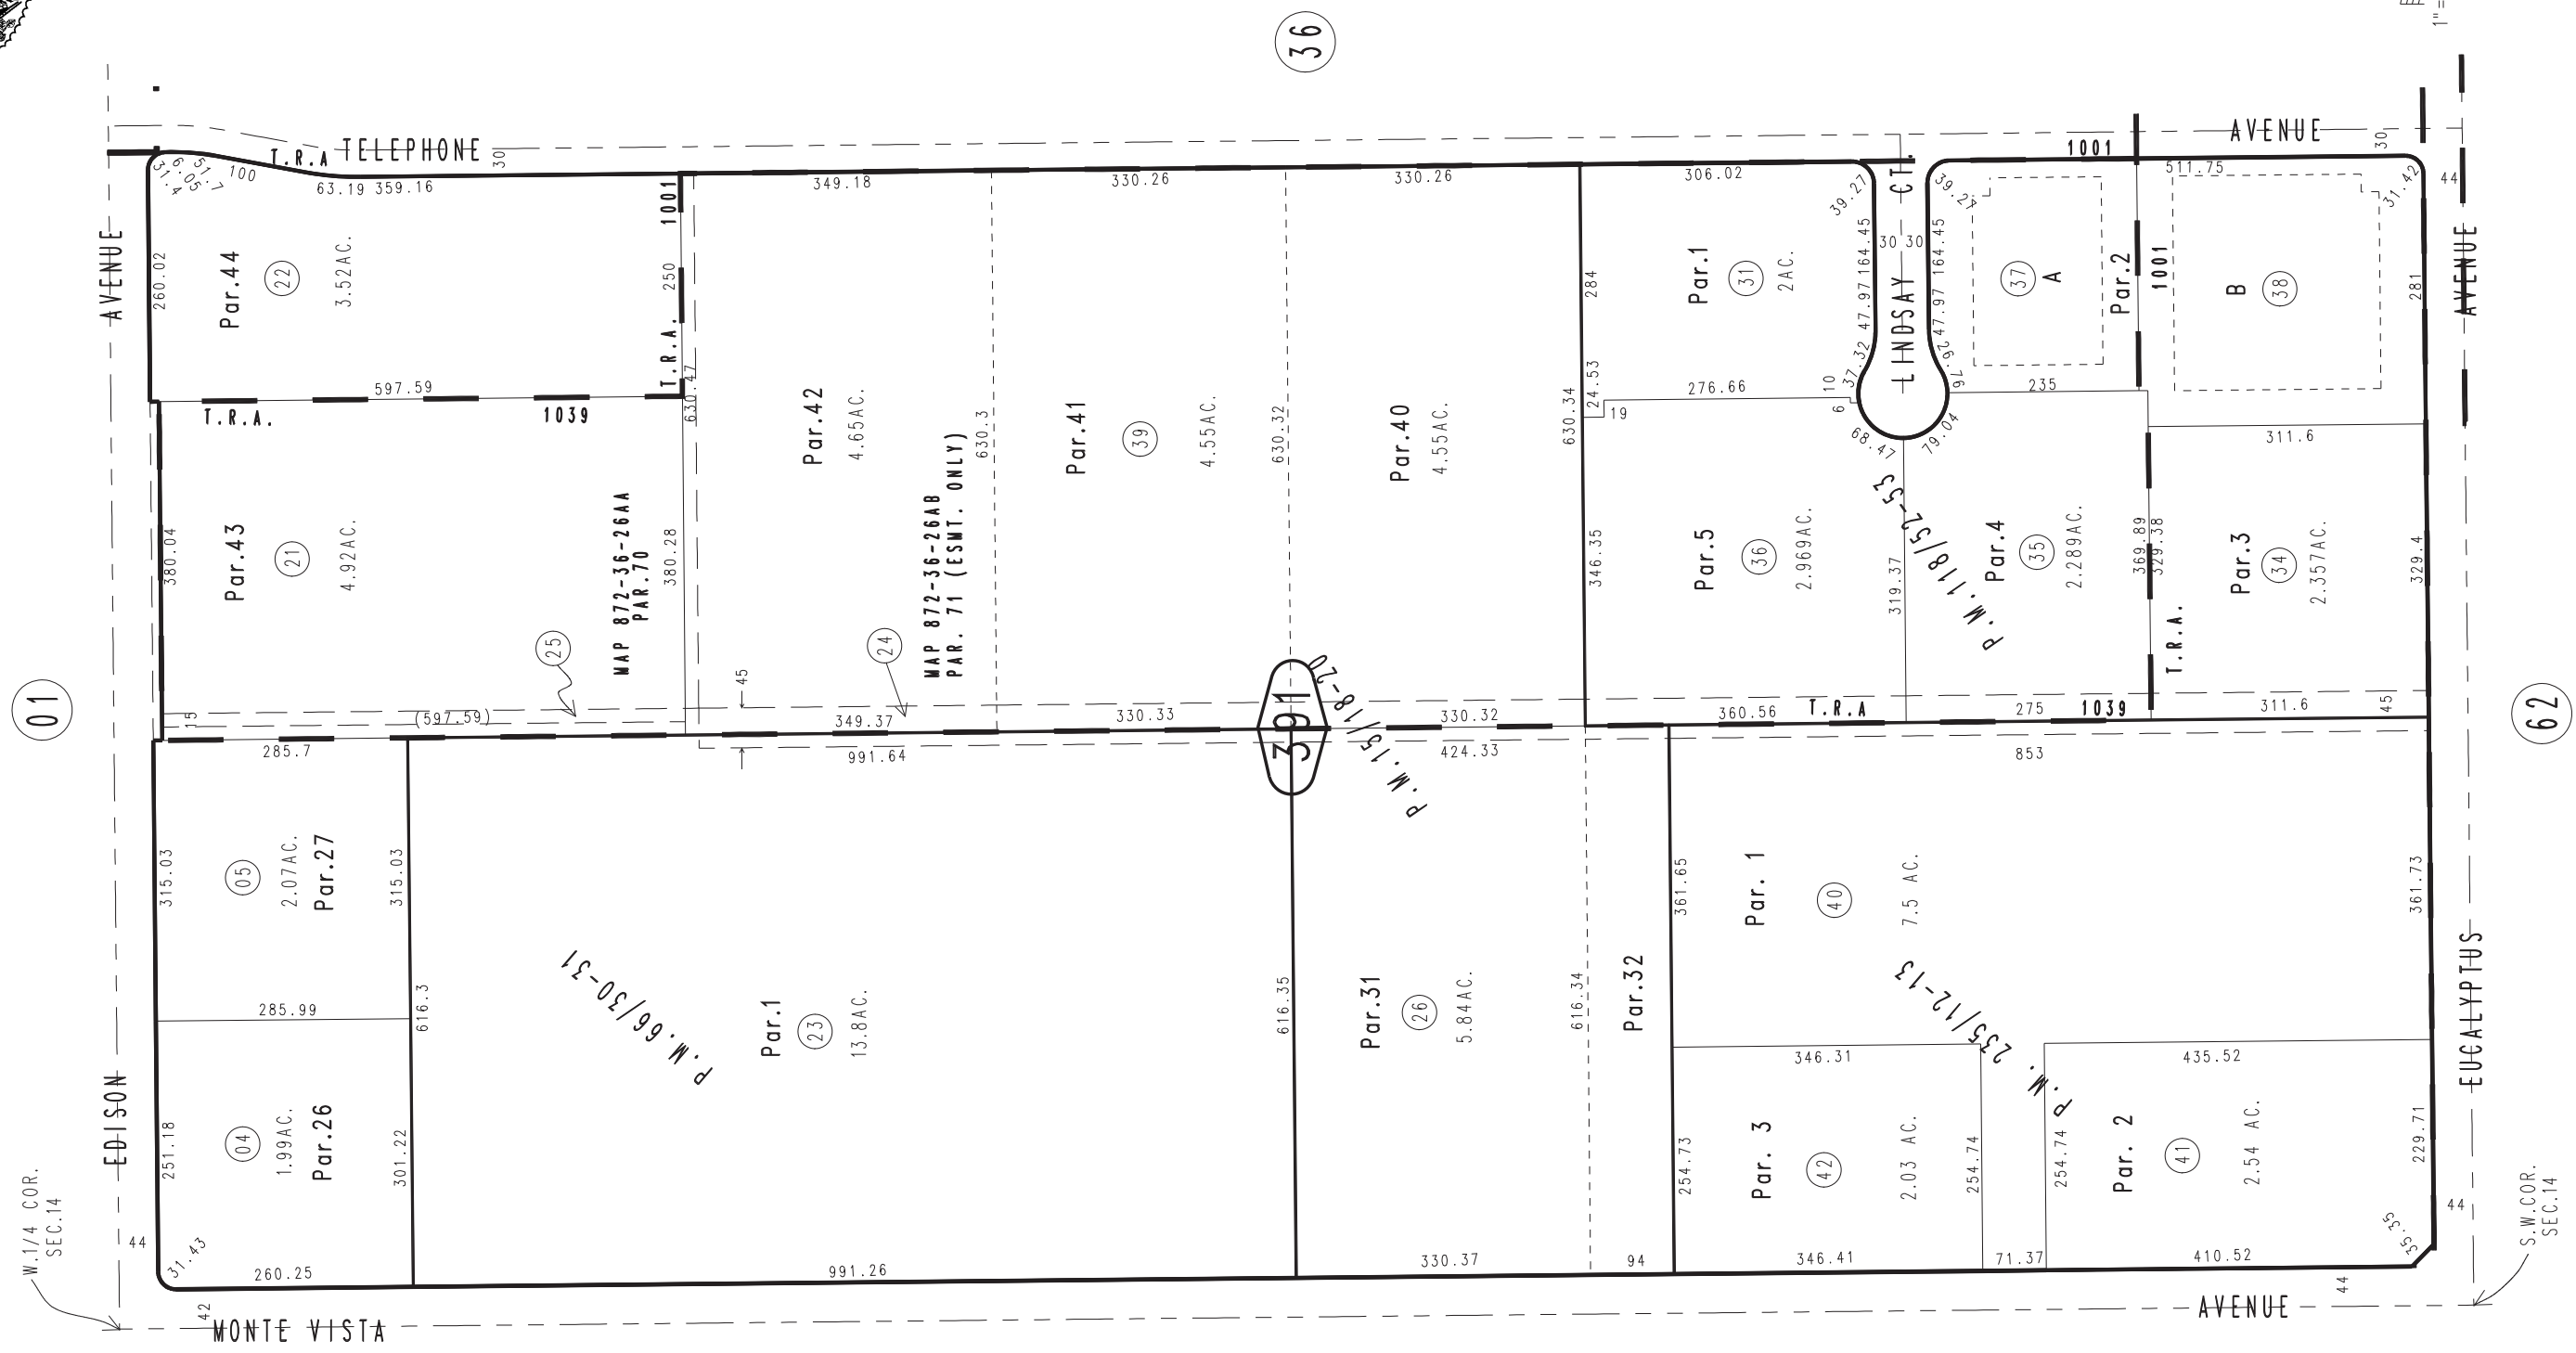 36
1"=
TELEPHONE
AVENUE
T.R.A
30
1001
30
31.4
6.05
51.7
100
63.19
359.16
349.18
330.26
330.26
306.02
39.27
39.27
511.75
31.42
44
AVENUE
260.02
Par.44
22
3.52AC.
1001
250
T.R.A.
597.59
T.R.A.
1039
630.47
Par.42
4.65AC.
630.3
Par.41
39
4.55AC.
630.32
Par.40
4.55AC.
630.34
284
24.53
19
Par.1
31
2AC.
276.66
10
6
164.45
47.97
37.32
30 30
LINDSAY CT.
164.45
47.97
68.47
79.04
37
A
Par.2
1001
235
B
38
281
AVENUE
311.6
380.04
Par.43
21
4.92AC.
25
MAP 872-36-26AA
PAR.70
380.28
24
MAP 872-36-26AB
PAR. 71 (ESMT. ONLY)
346.35
Par.5
36
2.969AC.
319.37
P.M.118/52-53
Par.4
35
2.289AC.
369.89
329.38
T.R.A.
Par.3
34
2.357AC.
329.4
01
15
(597.59)
45
349.37
330.33
391
330.32
P.M.15/18-20
360.56
T.R.A
275
1039
311.6
45
62
285.7
991.64
424.33
853
315.03
05
2.07AC.
Par.27
315.03
285.99
616.3
P.M.66/30-31
Par.1
23
13.8AC.
616.35
Par.31
26
5.84AC.
616.34
Par.32
361.65
Par. 1
40
7.5 AC.
361.73
P.M. 235/12-13
346.31
435.52
EDISON
EUCALYPTUS
251.18
04
1.99AC.
Par.26
301.22
254.73
Par. 3
42
2.03 AC.
254.74
254.74
Par. 2
41
2.54 AC.
229.71
W.1/4 COR.
SEC.14
44
31.43
260.25
991.26
330.37
94
346.41
71.37
410.52
35.35
44
S.W.COR.
SEC.14
42
MONTE VISTA
AVENUE
44